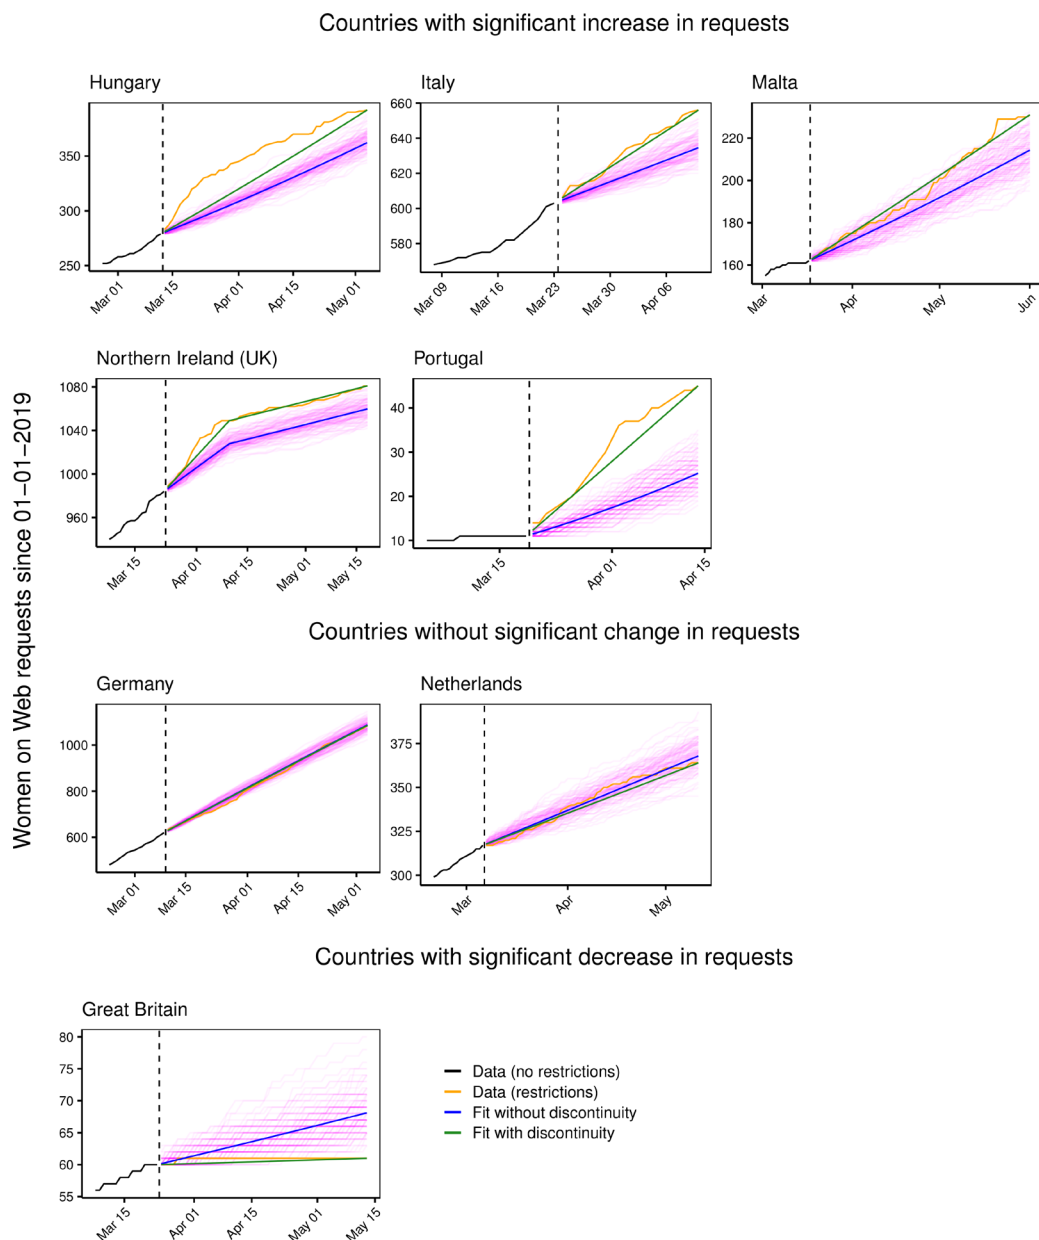 Countries with significant increase in requests
Hungary
Italy
Malta
350
300
250
Mar 01
Mar 15
Apr 01
Apr 15
May 01
660
640
620
600
580
Mar 09
Mar 16
Mar 23
Mar 30
Apr 06
220
200
180
160
Mar
Apr
May
Jun
Women on Web requests since 01−01−2019
Northern Ireland (UK)
Portugal
1080
1040
1000
960
Mar 15
Apr 01
Apr 15
May 01
May 15
40
30
20
10
Mar 15
Apr 01
Apr 15
Countries without significant change in requests
Germany
Netherlands
1000
800
600
Mar 01
Mar 15
Apr 01
Apr 15
May 01
375
350
325
300
Mar
Apr
May
Countries with significant decrease in requests
Great Britain
80
75
70
65
60
55
Mar 15
Apr 01
Apr 15
May 01
May 15
Data (no restrictions)
Data (restrictions)
Fit without discontinuity
Fit with discontinuity